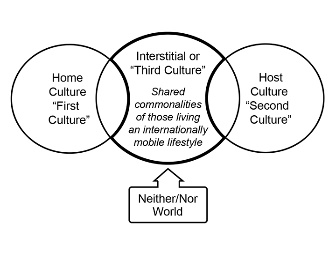 Home
Culture
“First
Culture”
Interstitial or
“Third Culture”
Shared
commonalities
of those living
an internationally
mobile lifestyle
Host
Culture
“Second
Culture”
Neither/Nor
World